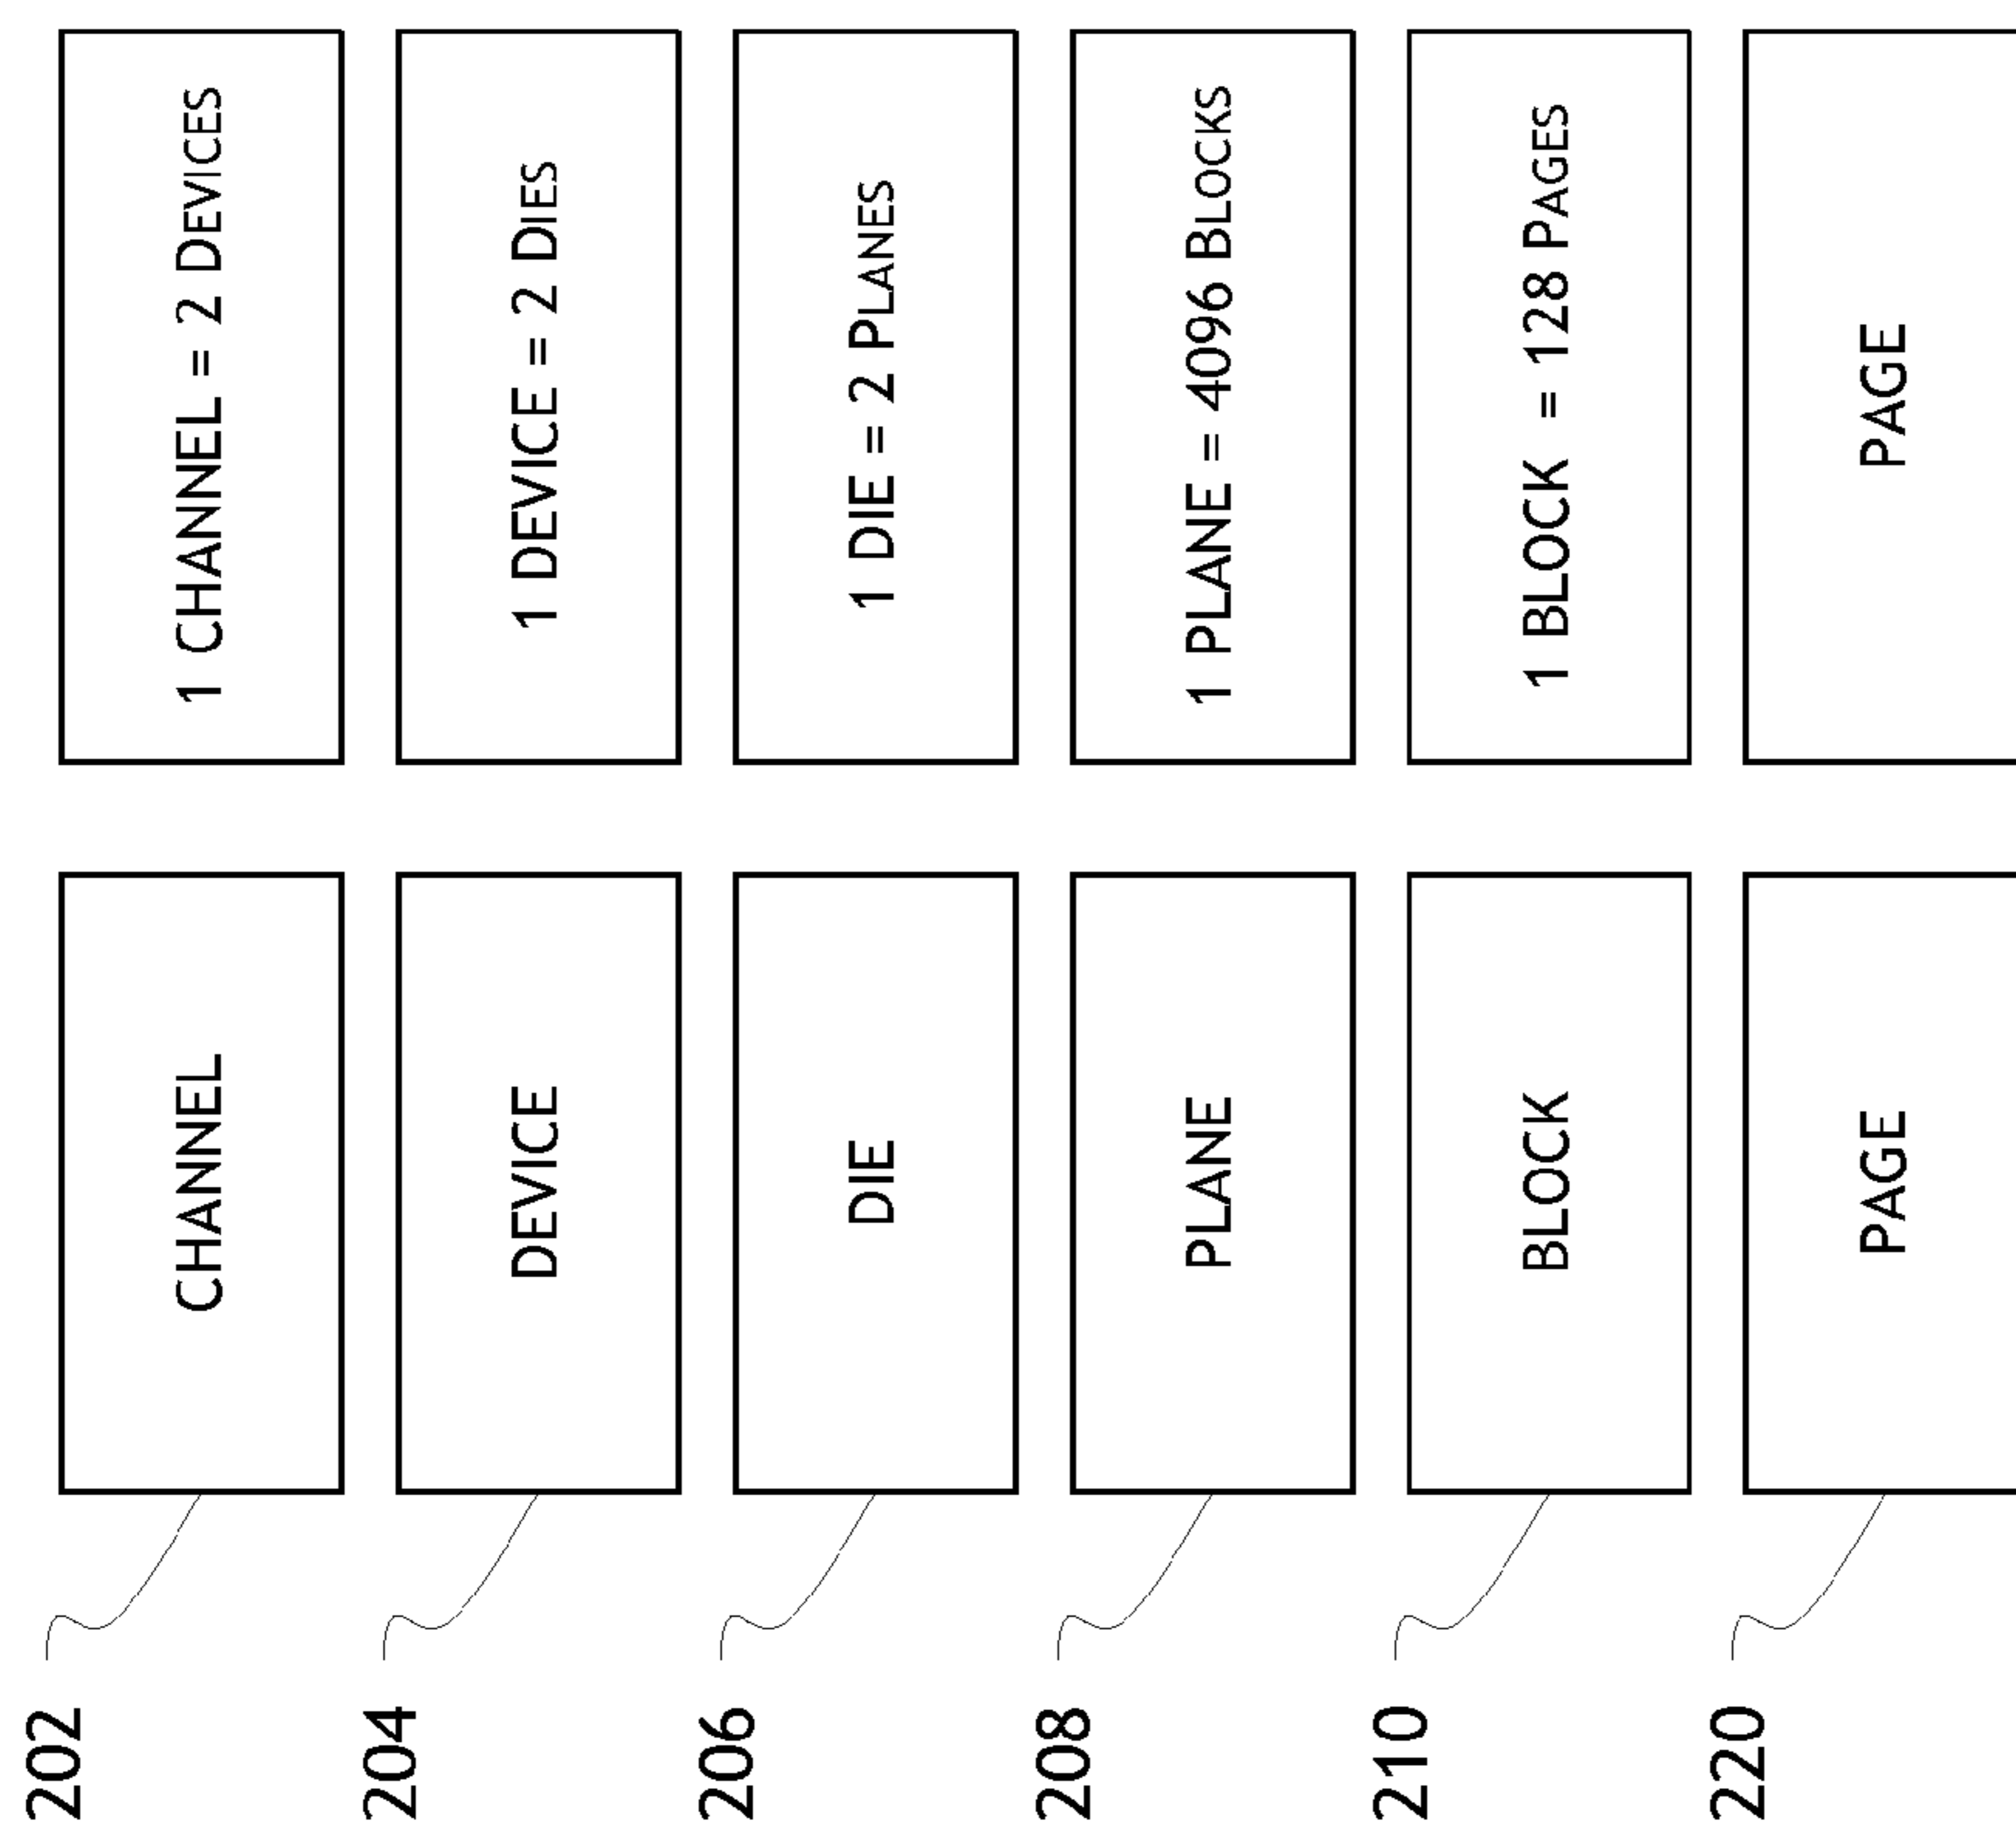 202
CHANNEL
1 CHANNEL = 2 DEVICES
204
DEVICE
1 DEVICE = 2 DIES
206
DIE
1 DIE = 2 PLANES
208
PLANE
1 PLANE = 4096 BLOCKS
210
BLOCK
1 BLOCK = 128 PAGES
220
PAGE
PAGE